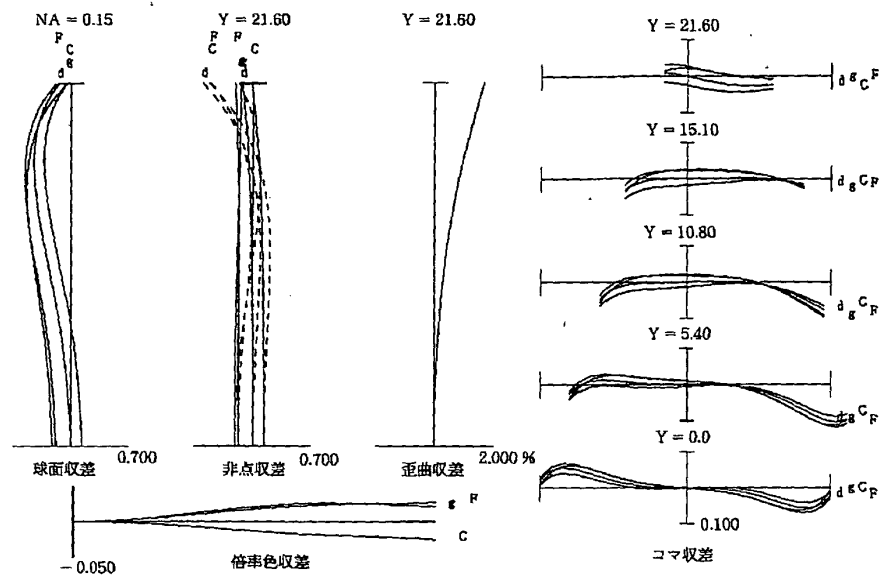 NA = 0.15
F
C
g
d
0.700
球面収差
Y = 21.60
F F
C g C
d d
0.700
非点収差
Y = 21.60
2.000 %
歪曲収差
g F
C
-0.050
倍率色収差
Y = 21.60
d g C F
Y = 15.10
d g C F
Y = 10.80
d g C F
Y = 5.40
d g C F
Y = 0.0
d g C F
0.100
コマ収差